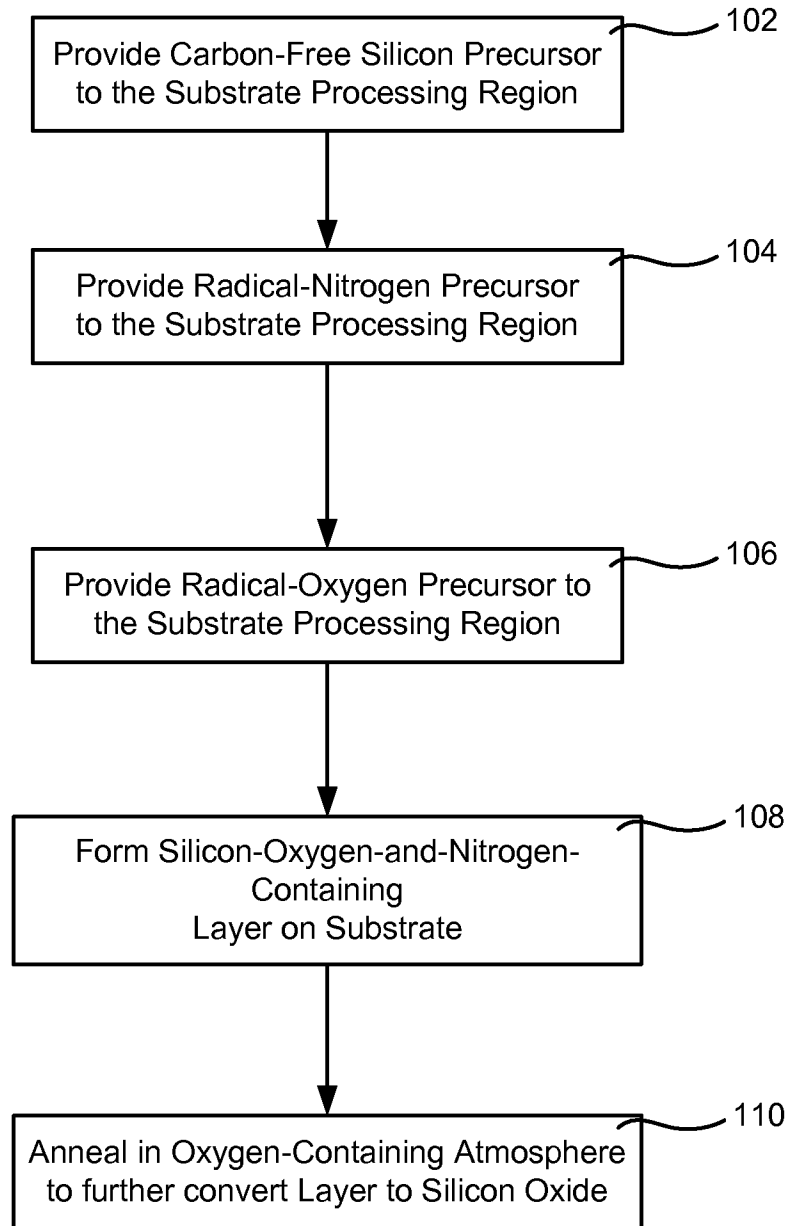 102
Provide Carbon-Free Silicon Precursor
to the Substrate Processing Region
104
Provide Radical-Nitrogen Precursor
to the Substrate Processing Region
106
Provide Radical-Oxygen Precursor to
the Substrate Processing Region
108
Form Silicon-Oxygen-and-Nitrogen-
Containing
Layer on Substrate
110
Anneal in Oxygen-Containing Atmosphere
to further convert Layer to Silicon Oxide